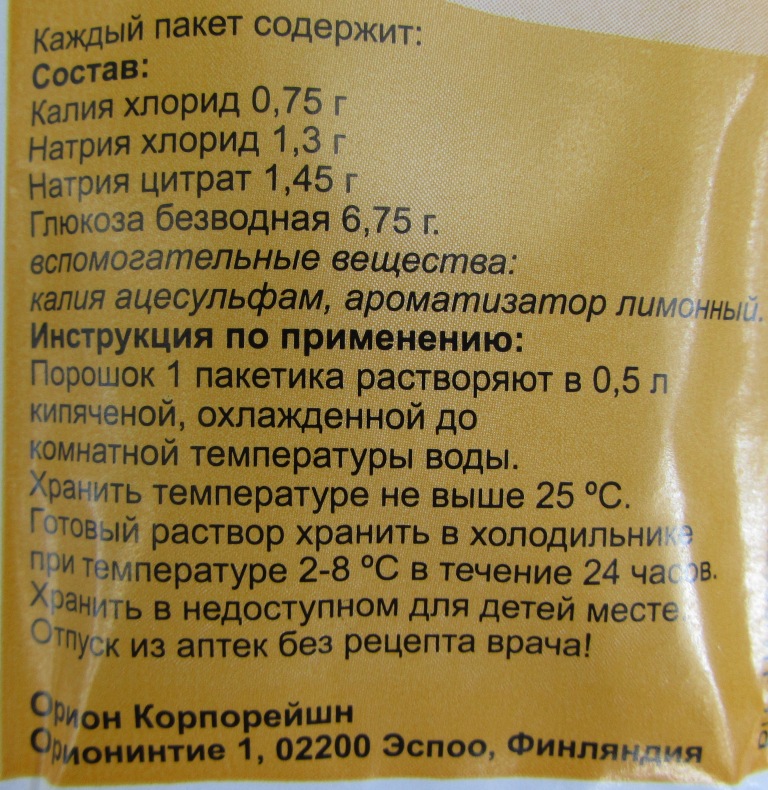 Каждый пакет содержит:
Состав:
Калия хлорид 0,75 г
Натрия хлорид 1,3 г
Натрия цитрат 1,45 г
Глюкоза безводная 6,75 г.
вспомогательные вещества:
калия ацесульфам, ароматизатор лимонный.
Инструкция по применению:
Порошок 1 пакетика растворяют в 0,5 л
кипяченой, охлажденной до
комнатной температуры воды.
Хранить температуре не выше 25 ºС.
Готовый раствор хранить в холодильнике
при температуре 2-8 ºС в течение 24 часов.
Хранить в недоступном для детей месте.
Отпуск из аптек без рецепта врача!
Орион Корпорейшн
Орионинтие 1, 02200 Эспоо, Финляндия